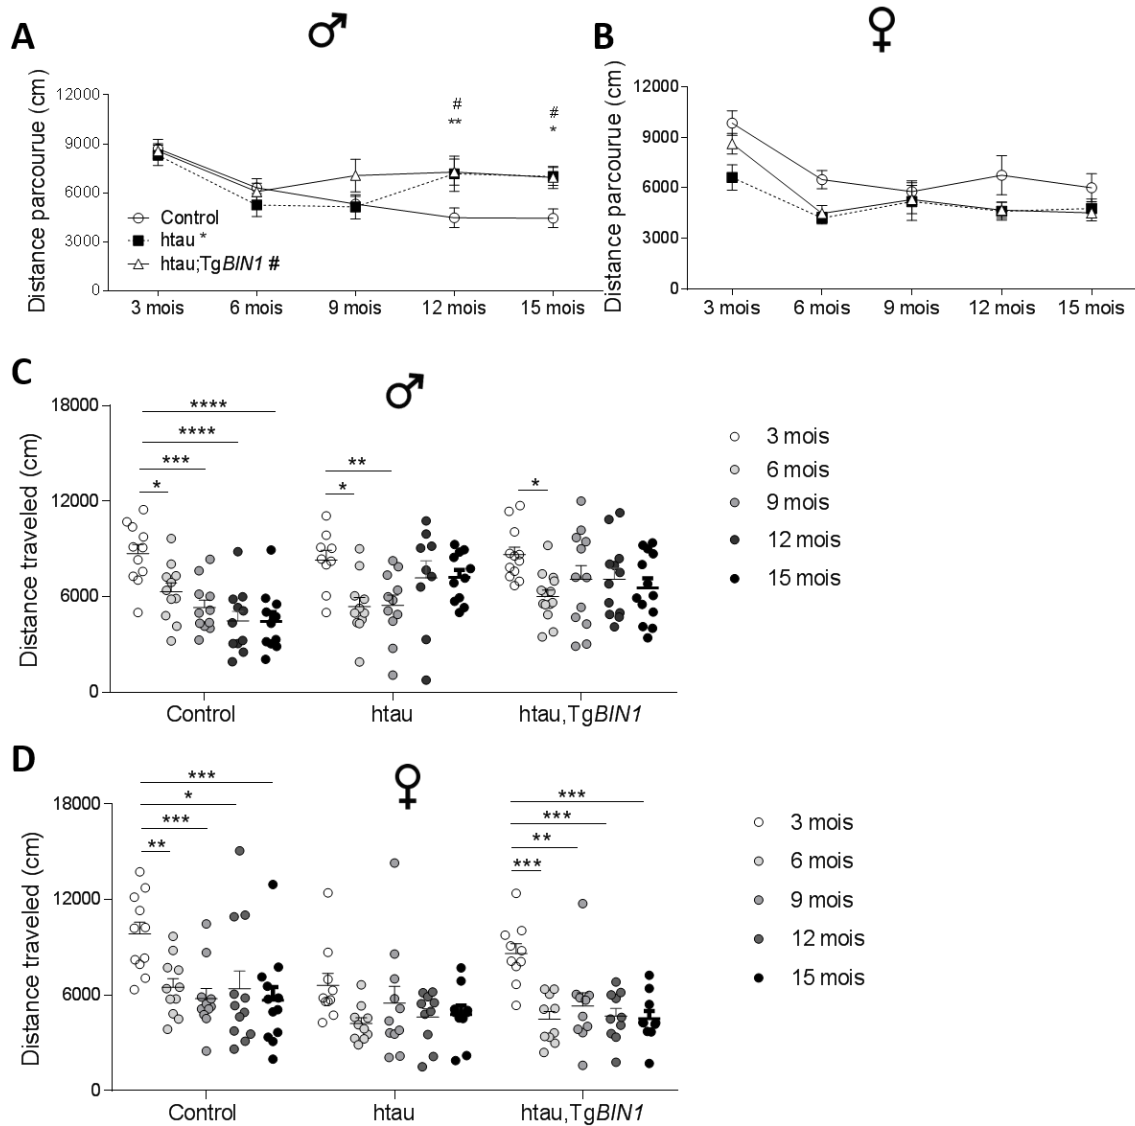 A
♂
B
♀
Distance parcourue (cm)
12000
9000
6000
3000
0
#
**
#
*
Control
htau *
htau;TgBIN1 #
3 mois 6 mois 9 mois 12 mois 15 mois
Distance parcourue (cm)
12000
9000
6000
3000
0
3 mois 6 mois 9 mois 12 mois 15 mois
C
♂
Distance traveled (cm)
18000
12000
6000
0
****
****
***
*
**
*
*
Control htau htau,TgBIN1
3 mois
6 mois
9 mois
12 mois
15 mois
D
♀
Distance traveled (cm)
18000
12000
6000
0
***
*
***
**
***
***
**
***
Control htau htau,TgBIN1
3 mois
6 mois
9 mois
12 mois
15 mois